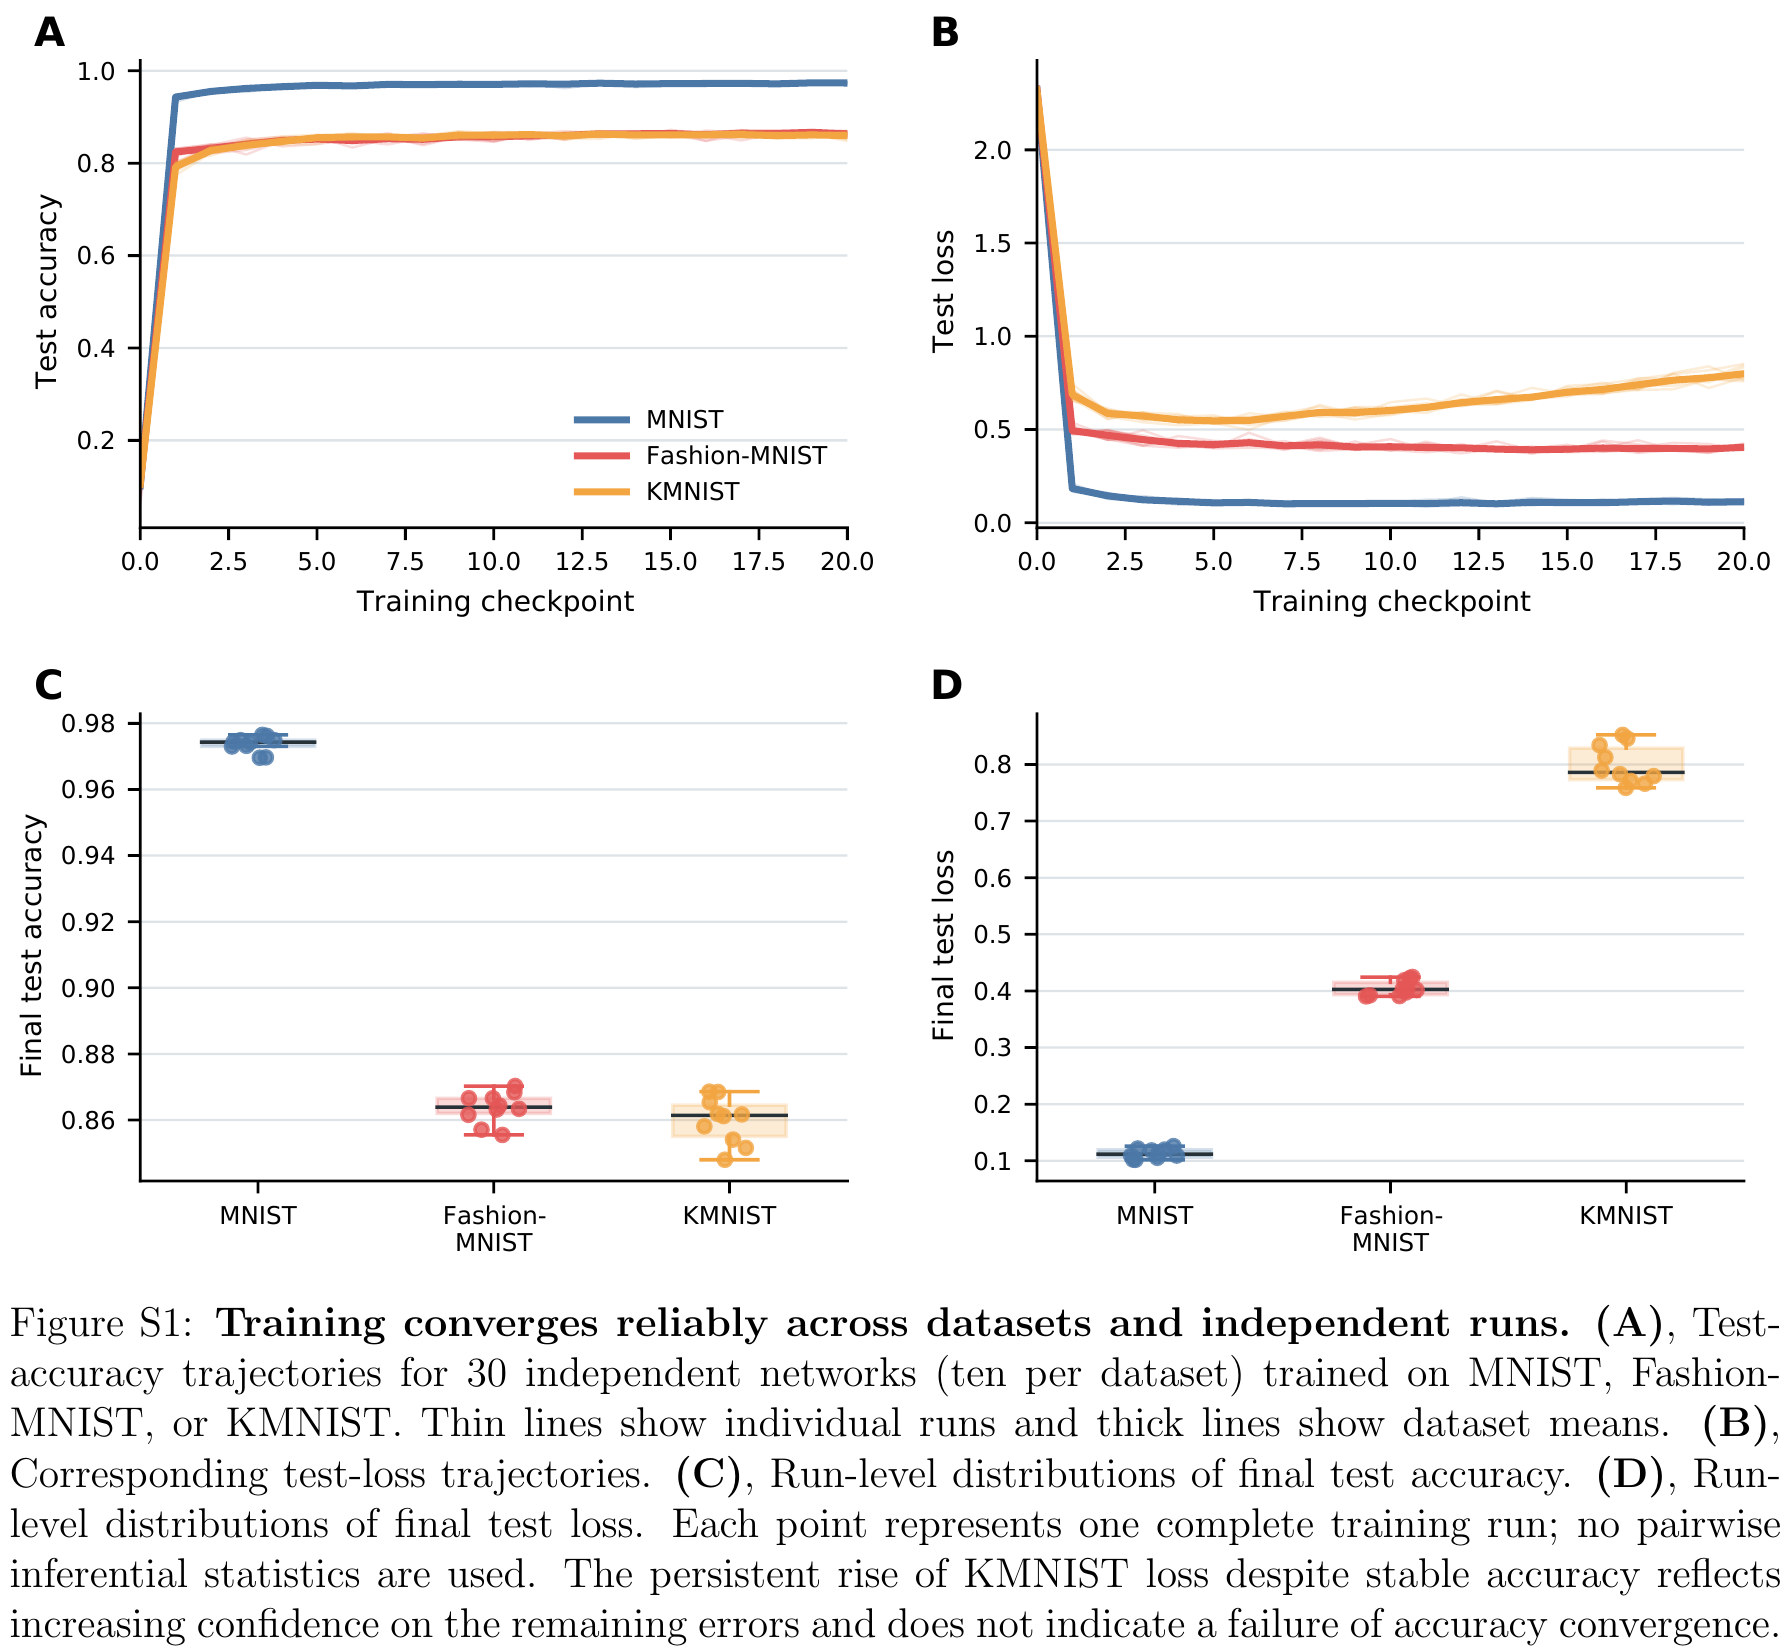 A
1.0
0.8
0.6
0.4
0.2
Test accuracy
MNIST
Fashion-MNIST
KMNIST
0.0 2.5 5.0 7.5 10.0 12.5 15.0 17.5 20.0
Training checkpoint
B
2.0
1.5
1.0
0.5
0.0
Test loss
0.0 2.5 5.0 7.5 10.0 12.5 15.0 17.5 20.0
Training checkpoint
C
0.98
0.96
0.94
0.92
0.90
0.88
0.86
Final test accuracy
MNIST Fashion- KMNIST
MNIST
D
0.8
0.7
0.6
0.5
0.4
0.3
0.2
0.1
Final test loss
MNIST Fashion- KMNIST
MNIST
Figure S1: Training converges reliably across datasets and independent runs. (A), Test-
accuracy trajectories for 30 independent networks (ten per dataset) trained on MNIST, Fashion-
MNIST, or KMNIST. Thin lines show individual runs and thick lines show dataset means. (B),
Corresponding test-loss trajectories. (C), Run-level distributions of final test accuracy. (D), Run-
level distributions of final test loss. Each point represents one complete training run; no pairwise
inferential statistics are used. The persistent rise of KMNIST loss despite stable accuracy reflects
increasing confidence on the remaining errors and does not indicate a failure of accuracy convergence.